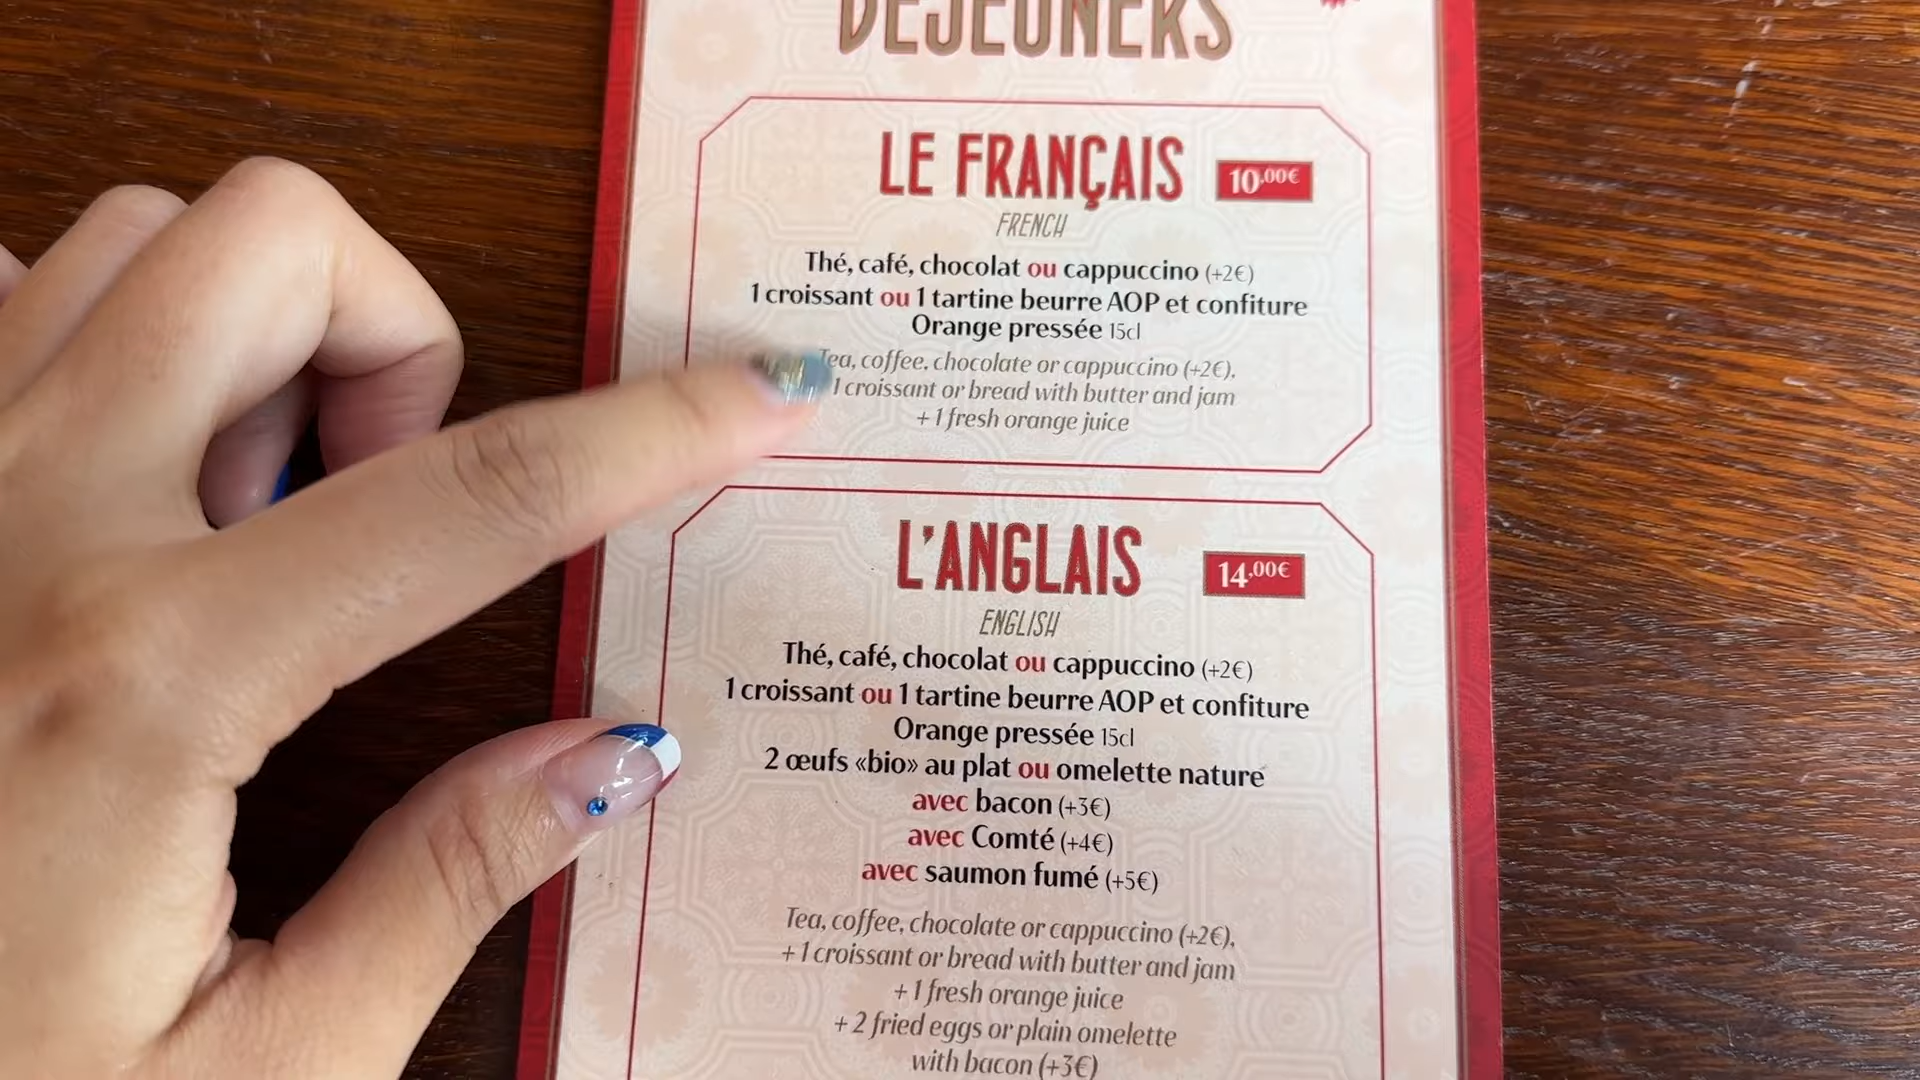 DÉJEUNERS
LE FRANÇAIS 10,00€
FRENCH
Thé, café, chocolat ou cappuccino (+2€)
1 croissant ou 1 tartine beurre AOP et confiture
Orange pressée 15cl
Tea, coffee, chocolate or cappuccino (+2€),
1 croissant or bread with butter and jam
+ 1 fresh orange juice
L'ANGLAIS 14,00€
ENGLISH
Thé, café, chocolat ou cappuccino (+2€)
1 croissant ou 1 tartine beurre AOP et confiture
Orange pressée 15cl
2 œufs «bio» au plat ou omelette nature
avec bacon (+3€)
avec Comté (+4€)
avec saumon fumé (+5€)
Tea, coffee, chocolate or cappuccino (+2€),
+ 1 croissant or bread with butter and jam
+ 1 fresh orange juice
+ 2 fried eggs or plain omelette
with bacon (+3€)